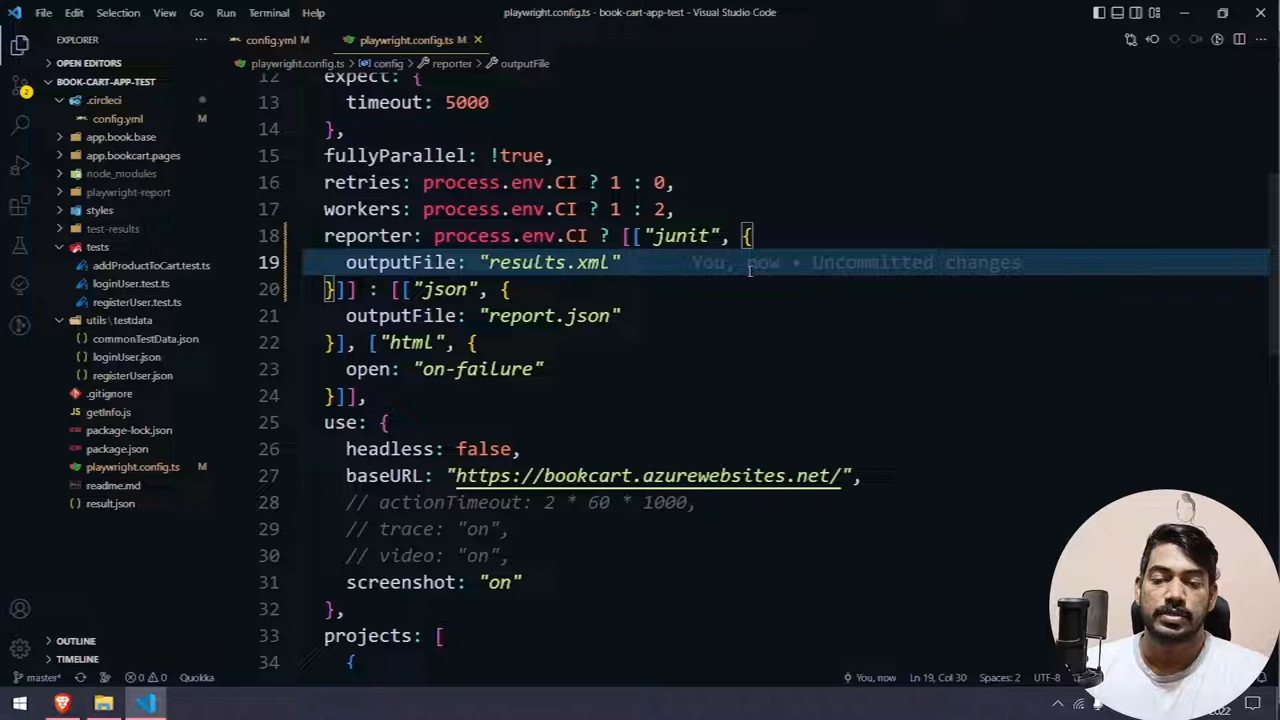 File Edit Selection View Go Run Terminal Help
playwright.config.ts - book-cart-app-test - Visual Studio Code
EXPLORER
config.yml M
playwright.config.ts M
OPEN EDITORS
playwright.config.ts > config > reporter > outputFile
BOOK-CART-APP-TEST
.circleci
config.yml M
app.book.base
app.bookcart.pages
node_modules
playwright-report
styles
test-results
tests
addProductToCart.test.ts
loginUser.test.ts
registerUser.test.ts
utils\testdata
commonTestData.json
loginUser.json
registerUser.json
.gitignore
getInfo.js
package-lock.json
package.json
playwright.config.ts M
readme.md
result.json
OUTLINE
TIMELINE
12 expect: {
13 timeout: 5000
14 },
15 fullyParallel: !true,
16 retries: process.env.CI ? 1 : 0,
17 workers: process.env.CI ? 1 : 2,
18 reporter: process.env.CI ? [["junit", {
19 outputFile: "results.xml" You, now • Uncommitted changes
20 }]] : [["json", {
21 outputFile: "report.json"
22 }], ["html", {
23 open: "on-failure"
24 }]],
25 use: {
26 headless: false,
27 baseURL: "https://bookcart.azurewebsites.net/",
28 // actionTimeout: 2 * 60 * 1000,
29 // trace: "on",
30 // video: "on",
31 screenshot: "on"
32 },
33 projects: [
34 {
master* 0 0 Quokka
You, now Ln 19, Col 30 Spaces: 2 UTF-8
2022